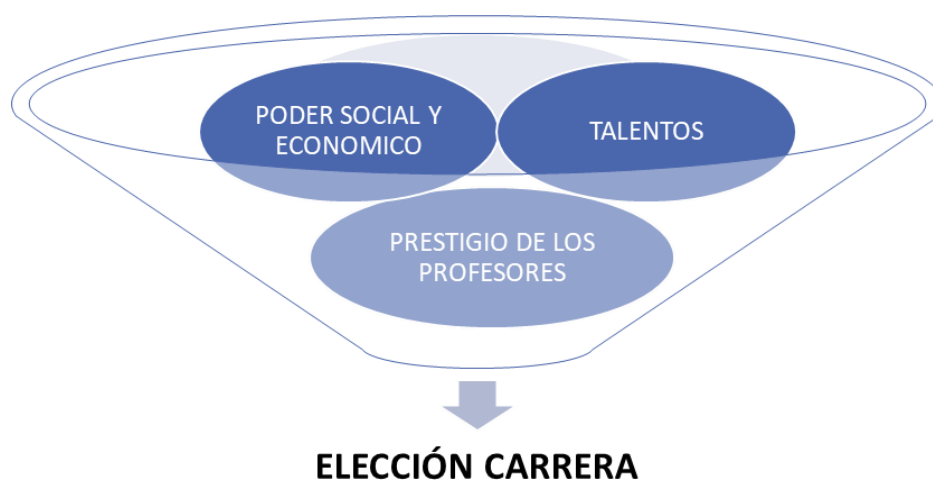 PODER SOCIAL Y
ECONOMICO
TALENTOS
PRESTIGIO DE LOS
PROFESORES
ELECCIÓN CARRERA